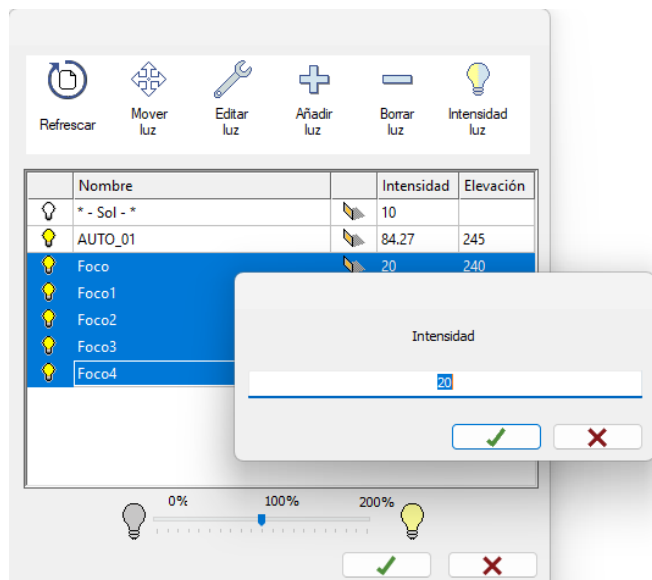 Refrescar
Mover
luz
Editar
luz
Añadir
luz
Borrar
luz
Intensidad
luz
Nombre Intensidad Elevación
* - Sol - * 10
AUTO_01 84.27 245
Foco 20 240
Foco1
Foco2
Foco3
Foco4
Intensidad
20
0% 100% 200%